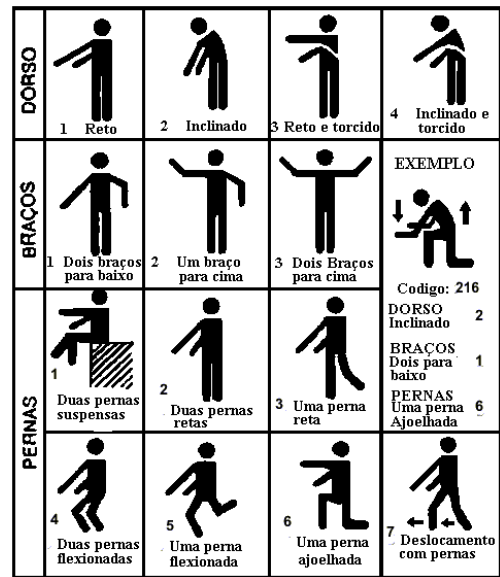 DORSO
1 Reto
2 Inclinado
3 Reto e torcido
4 Inclinado e
torcido
BRAÇOS
1 Dois braços
para baixo
2 Um braço
para cima
3 Dois Braços
para cima
EXEMPLO
Codigo: 216
DORSO 2
Inclinado
BRAÇOS
Dois para 1
baixo
PERNAS
Uma perna 6
Ajoelhada
PERNAS
1
Duas pernas
suspensas
2
Duas pernas
retas
3 Uma perna
reta
4
Duas pernas
flexionadas
5
Uma perna
flexionada
6
Uma perna
ajoelhada
7 Deslocamento
com pernas